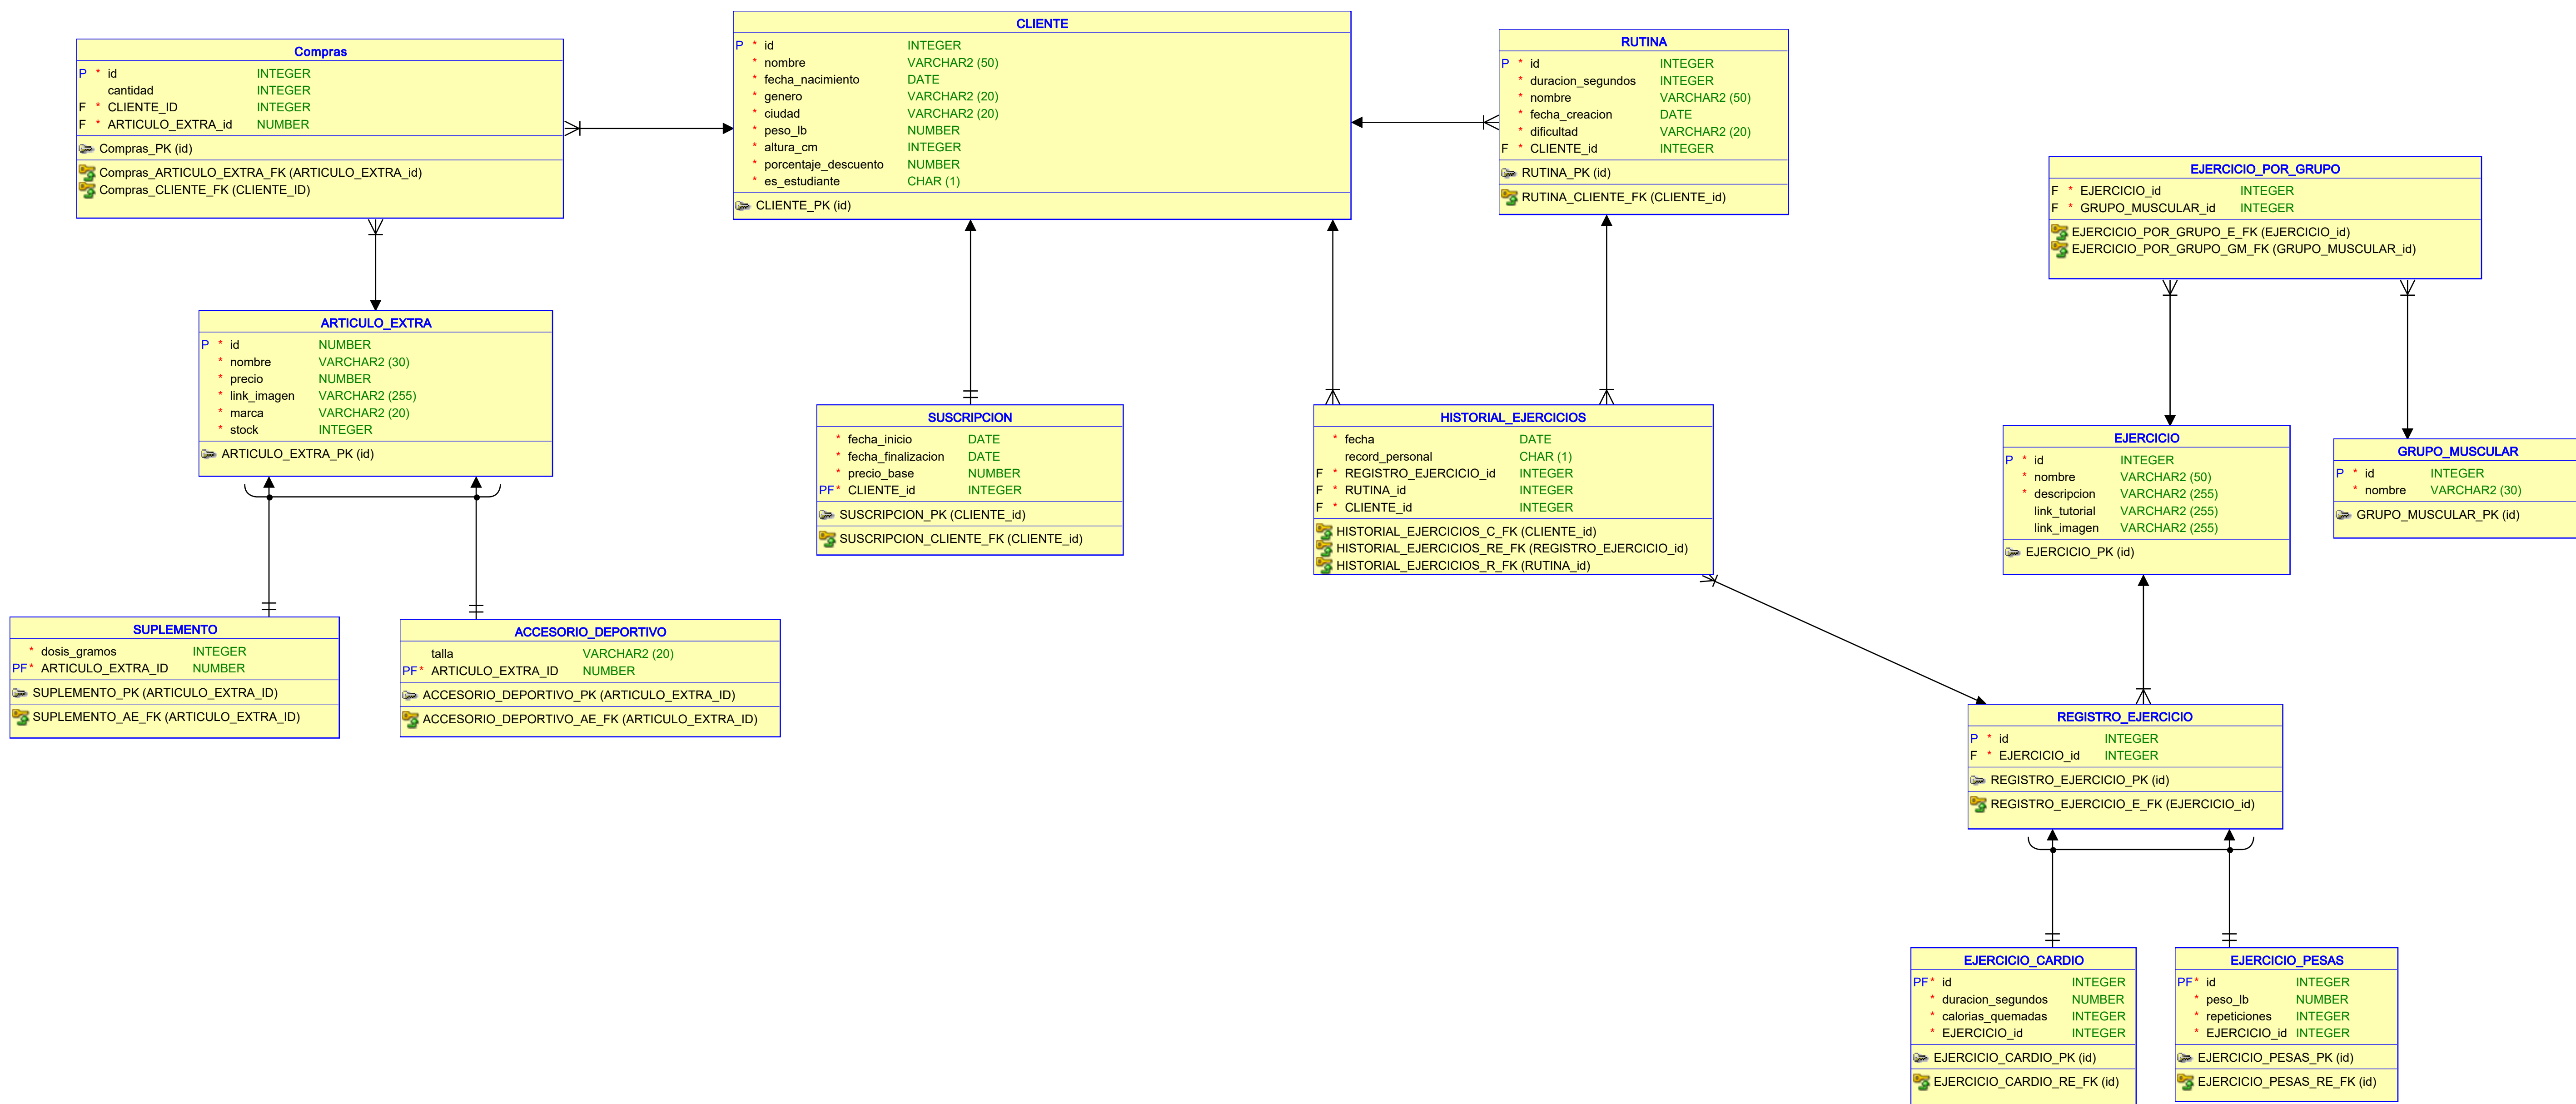 Compras
P * id INTEGER
cantidad INTEGER
F * CLIENTE_ID INTEGER
F * ARTICULO_EXTRA_id NUMBER
Compras_PK (id)
Compras_ARTICULO_EXTRA_FK (ARTICULO_EXTRA_id)
Compras_CLIENTE_FK (CLIENTE_ID)
CLIENTE
P * id INTEGER
* nombre VARCHAR2 (50)
* fecha_nacimiento DATE
* genero VARCHAR2 (20)
* ciudad VARCHAR2 (20)
* peso_lb NUMBER
* altura_cm INTEGER
* porcentaje_descuento NUMBER
* es_estudiante CHAR (1)
CLIENTE_PK (id)
RUTINA
P * id INTEGER
* duracion_segundos INTEGER
* nombre VARCHAR2 (50)
* fecha_creacion DATE
* dificultad VARCHAR2 (20)
F * CLIENTE_id INTEGER
RUTINA_PK (id)
RUTINA_CLIENTE_FK (CLIENTE_id)
EJERCICIO_POR_GRUPO
F * EJERCICIO_id INTEGER
F * GRUPO_MUSCULAR_id INTEGER
EJERCICIO_POR_GRUPO_E_FK (EJERCICIO_id)
EJERCICIO_POR_GRUPO_GM_FK (GRUPO_MUSCULAR_id)
ARTICULO_EXTRA
P * id NUMBER
* nombre VARCHAR2 (30)
* precio NUMBER
* link_imagen VARCHAR2 (255)
* marca VARCHAR2 (20)
* stock INTEGER
ARTICULO_EXTRA_PK (id)
SUSCRIPCION
* fecha_inicio DATE
* fecha_finalizacion DATE
* precio_base NUMBER
PF* CLIENTE_id INTEGER
SUSCRIPCION_PK (CLIENTE_id)
SUSCRIPCION_CLIENTE_FK (CLIENTE_id)
HISTORIAL_EJERCICIOS
* fecha DATE
record_personal CHAR (1)
F * REGISTRO_EJERCICIO_id INTEGER
F * RUTINA_id INTEGER
F * CLIENTE_id INTEGER
HISTORIAL_EJERCICIOS_C_FK (CLIENTE_id)
HISTORIAL_EJERCICIOS_RE_FK (REGISTRO_EJERCICIO_id)
HISTORIAL_EJERCICIOS_R_FK (RUTINA_id)
EJERCICIO
P * id INTEGER
* nombre VARCHAR2 (50)
* descripcion VARCHAR2 (255)
link_tutorial VARCHAR2 (255)
link_imagen VARCHAR2 (255)
EJERCICIO_PK (id)
GRUPO_MUSCULAR
P * id INTEGER
* nombre VARCHAR2 (30)
GRUPO_MUSCULAR_PK (id)
SUPLEMENTO
* dosis_gramos INTEGER
PF* ARTICULO_EXTRA_ID NUMBER
SUPLEMENTO_PK (ARTICULO_EXTRA_ID)
SUPLEMENTO_AE_FK (ARTICULO_EXTRA_ID)
ACCESORIO_DEPORTIVO
talla VARCHAR2 (20)
PF* ARTICULO_EXTRA_ID NUMBER
ACCESORIO_DEPORTIVO_PK (ARTICULO_EXTRA_ID)
ACCESORIO_DEPORTIVO_AE_FK (ARTICULO_EXTRA_ID)
REGISTRO_EJERCICIO
P * id INTEGER
F * EJERCICIO_id INTEGER
REGISTRO_EJERCICIO_PK (id)
REGISTRO_EJERCICIO_E_FK (EJERCICIO_id)
EJERCICIO_CARDIO
PF* id INTEGER
* duracion_segundos NUMBER
* calorias_quemadas INTEGER
* EJERCICIO_id INTEGER
EJERCICIO_CARDIO_PK (id)
EJERCICIO_CARDIO_RE_FK (id)
EJERCICIO_PESAS
PF* id INTEGER
* peso_lb NUMBER
* repeticiones INTEGER
* EJERCICIO_id INTEGER
EJERCICIO_PESAS_PK (id)
EJERCICIO_PESAS_RE_FK (id)